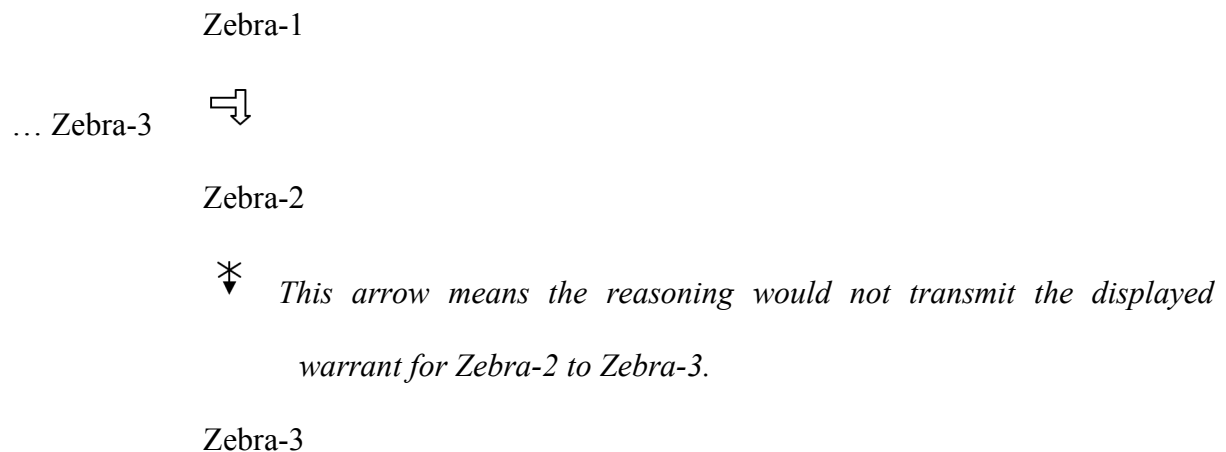 Zebra-1
… Zebra-3
Zebra-2
This arrow means the reasoning would not transmit the displayed
warrant for Zebra-2 to Zebra-3.
Zebra-3